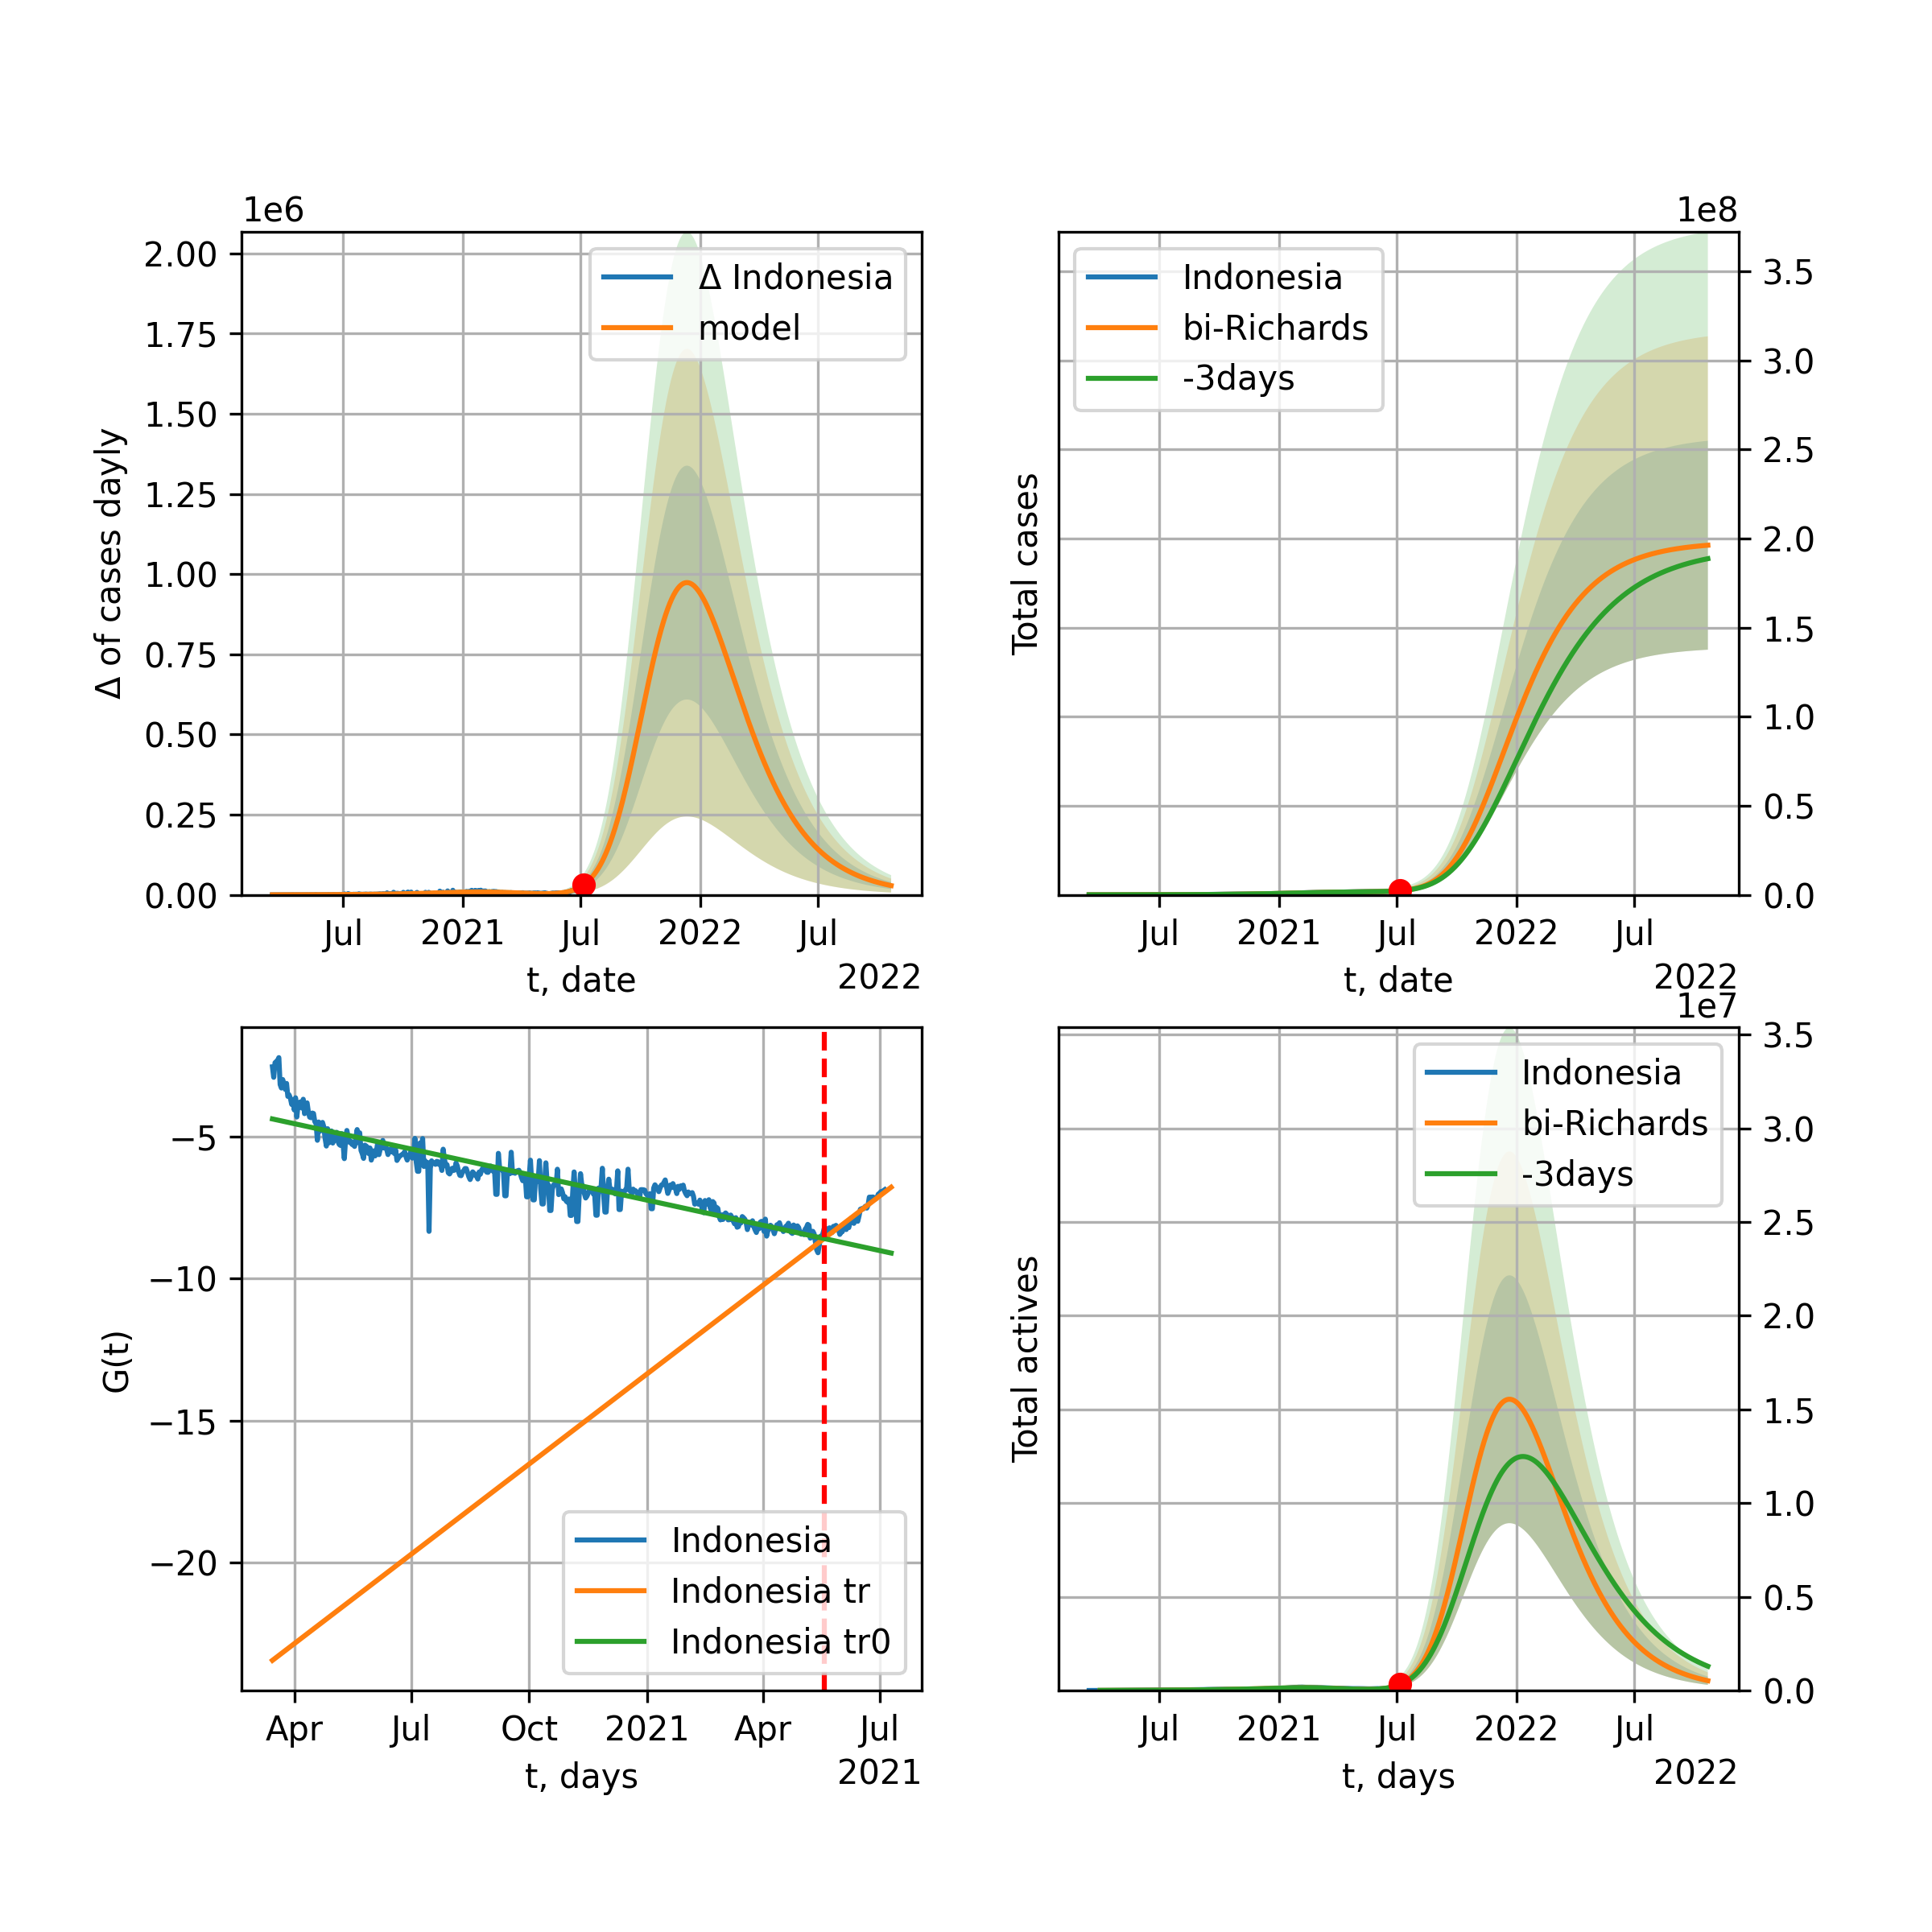 1e6
2.00
1.75
1.50
1.25
1.00
0.75
0.50
0.25
0.00
Δ of cases dayly
Δ Indonesia
model
Jul
2021
Jul
2022
Jul
t, date
2022
1e8
Indonesia
bi-Richards
-3days
Total cases
3.5
3.0
2.5
2.0
1.5
1.0
0.5
0.0
Jul
2021
Jul
2022
Jul
t, date
2022
−5
−10
−15
−20
G(t)
Indonesia
Indonesia tr
Indonesia tr0
Apr
Jul
Oct
2021
Apr
Jul
t, days
2021
1e7
Indonesia
bi-Richards
-3days
Total actives
3.5
3.0
2.5
2.0
1.5
1.0
0.5
0.0
Jul
2021
Jul
2022
Jul
t, days
2022